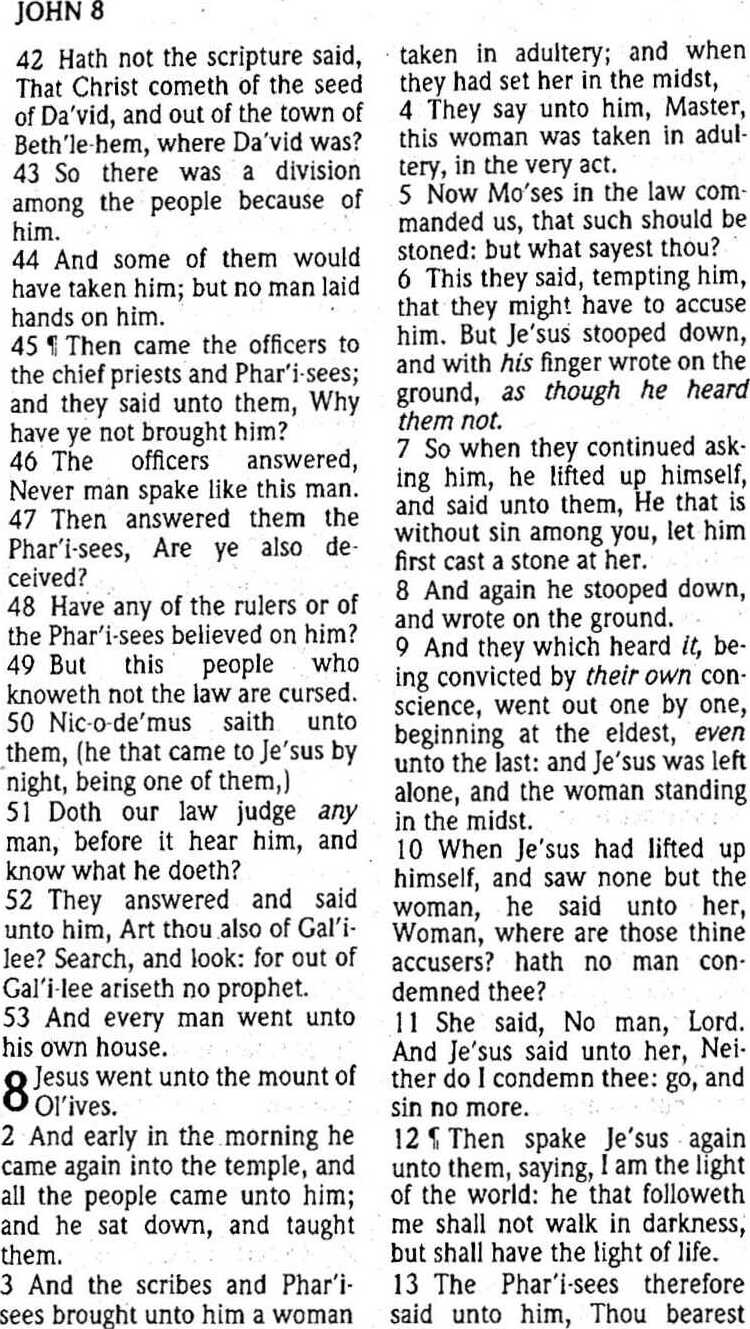 JOHN 8
42 Hath not the scripture said,
That Christ cometh of the seed
of Da'vid, and out of the town of
Beth'le-hem, where Da'vid was?
43 So there was a division
among the people because of
him.
44 And some of them would
have taken him; but no man laid
hands on him.
45 ¶ Then came the officers to
the chief priests and Phar'i-sees;
and they said unto them, Why
have ye not brought him?
46 The officers answered,
Never man spake like this man.
47 Then answered them the
Phar'i-sees, Are ye also de-
ceived?
48 Have any of the rulers or of
the Phar'i-sees believed on him?
49 But this people who
knoweth not the law are cursed.
50 Nic-o-de'mus saith unto
them, (he that came to Je'sus by
night, being one of them,)
51 Doth our law judge any
man, before it hear him, and
know what he doeth?
52 They answered and said
unto him, Art thou also of Gal'i-
lee? Search, and look: for out of
Gal'i-lee ariseth no prophet.
53 And every man went unto
his own house.
8 Jesus went unto the mount of
Ol'ives.
2 And early in the morning he
came again into the temple, and
all the people came unto him;
and he sat down, and taught
them.
3 And the scribes and Phar'i-
sees brought unto him a woman
taken in adultery; and when
they had set her in the midst,
4 They say unto him, Master,
this woman was taken in adul-
tery, in the very act.
5 Now Mo'ses in the law com-
manded us, that such should be
stoned: but what sayest thou?
6 This they said, tempting him,
that they might have to accuse
him. But Je'sus stooped down,
and with his finger wrote on the
ground, as though he heard
them not.
7 So when they continued ask-
ing him, he lifted up himself,
and said unto them, He that is
without sin among you, let him
first cast a stone at her.
8 And again he stooped down,
and wrote on the ground.
9 And they which heard it, be-
ing convicted by their own con-
science, went out one by one,
beginning at the eldest, even
unto the last: and Je'sus was left
alone, and the woman standing
in the midst.
10 When Je'sus had lifted up
himself, and saw none but the
woman, he said unto her,
Woman, where are those thine
accusers? hath no man con-
demned thee?
11 She said, No man, Lord.
And Je'sus said unto her, Nei-
ther do I condemn thee: go, and
sin no more.
12 ¶ Then spake Je'sus again
unto them, saying, I am the light
of the world: he that followeth
me shall not walk in darkness,
but shall have the light of life.
13 The Phar'i-sees therefore
said unto him, Thou bearest